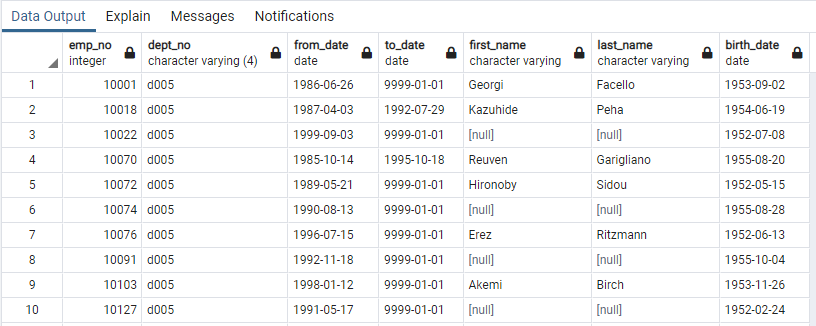 Data Output Explain Messages Notifications
emp_no dept_no from_date to_date first_name last_name birth_date
integer character varying (4) date date character varying character varying date
1 10001 d005 1986-06-26 9999-01-01 Georgi Facello 1953-09-02
2 10018 d005 1987-04-03 1992-07-29 Kazuhide Peha 1954-06-19
3 10022 d005 1999-09-03 9999-01-01 [null] [null] 1952-07-08
4 10070 d005 1985-10-14 1995-10-18 Reuven Garigliano 1955-08-20
5 10072 d005 1989-05-21 9999-01-01 Hironoby Sidou 1952-05-15
6 10074 d005 1990-08-13 9999-01-01 [null] [null] 1955-08-28
7 10076 d005 1996-07-15 9999-01-01 Erez Ritzmann 1952-06-13
8 10091 d005 1992-11-18 9999-01-01 [null] [null] 1955-10-04
9 10103 d005 1998-01-12 9999-01-01 Akemi Birch 1953-11-26
10 10127 d005 1991-05-17 9999-01-01 [null] [null] 1952-02-24